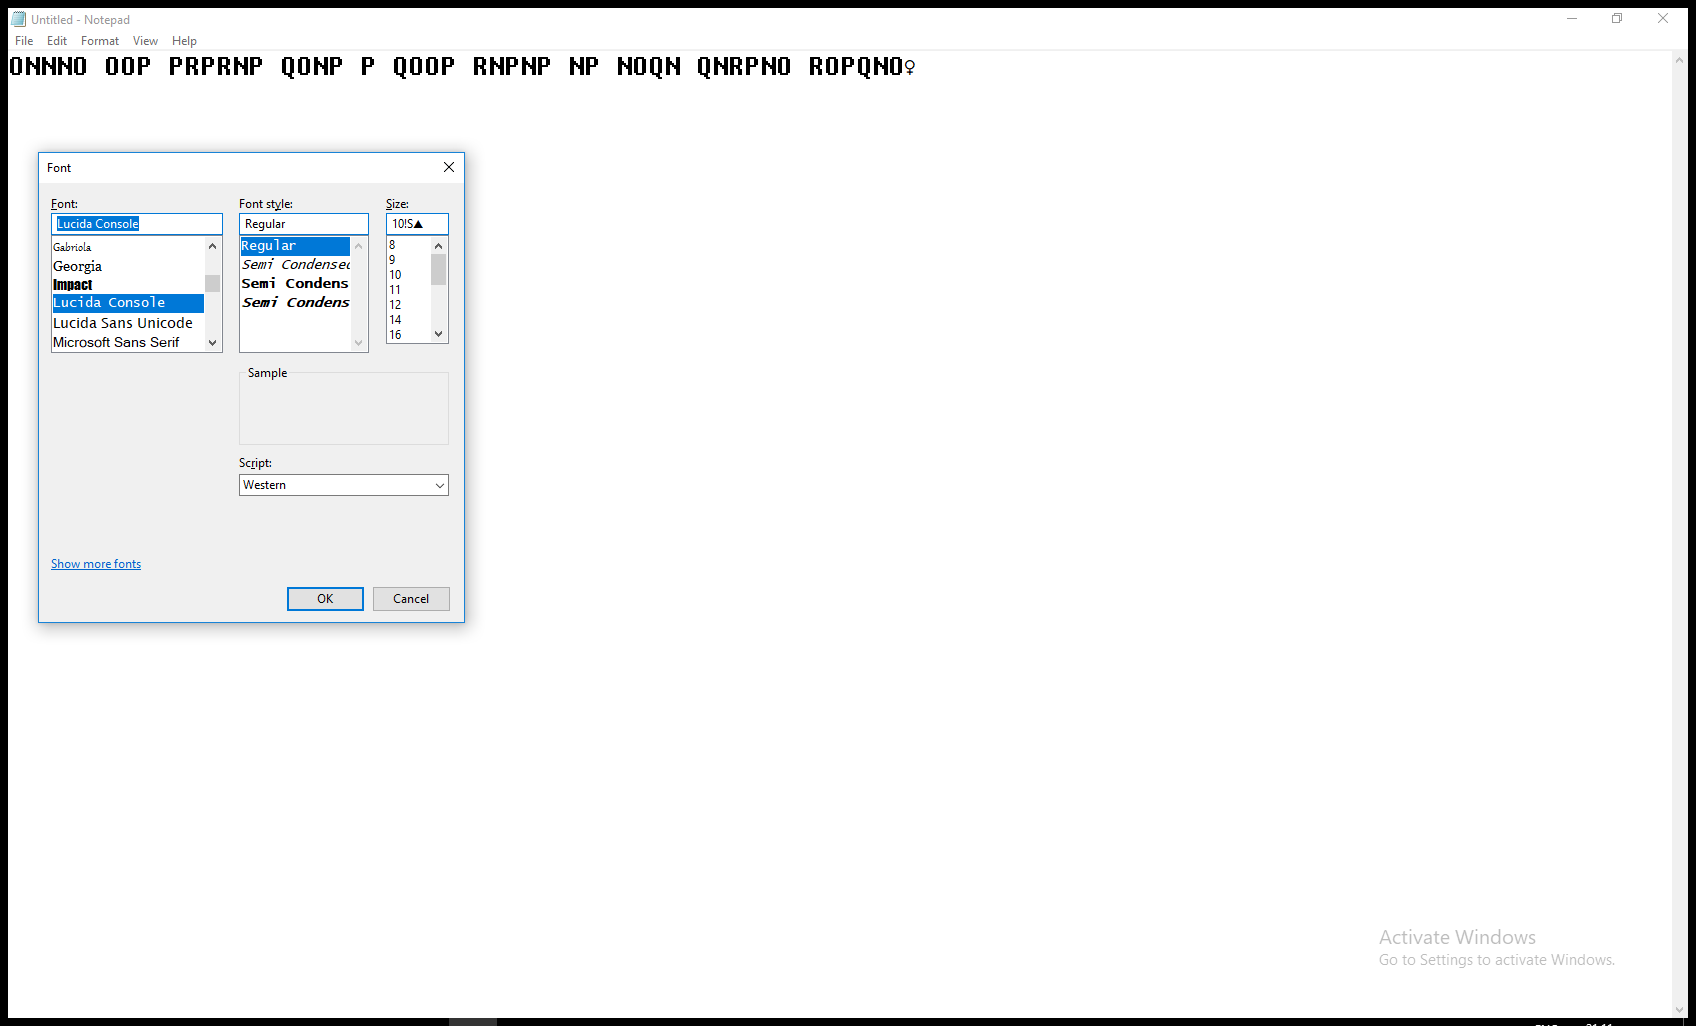 Untitled - Notepad
File Edit Format View Help
ONNNO OOP PRPRNP QONP P QOOP RNPNP NP NOQN QNRPNO ROPQNO♀
Font
Font: Font style: Size:
Lucida Console Regular 10!S▲
Gabriola
Georgia
Impact
Lucida Console
Lucida Sans Unicode
Microsoft Sans Serif
Regular
Semi Condensed
Semi Condens
Semi Condens
8
9
10
11
12
14
16
Sample
Script:
Western
Show more fonts
OK Cancel
Activate Windows
Go to Settings to activate Windows.